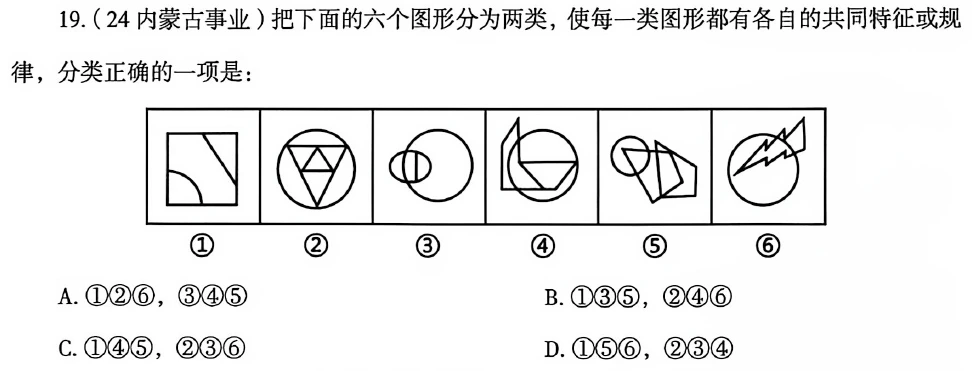 19.(24内蒙古事业)把下面的六个图形分为两类，使每一类图形都有各自的共同特征或规
律，分类正确的一项是：
① ② ③ ④ ⑤ ⑥
A. ①②⑥，③④⑤ B. ①③⑤，②④⑥
C. ①④⑤，②③⑥ D. ①⑤⑥，②③④